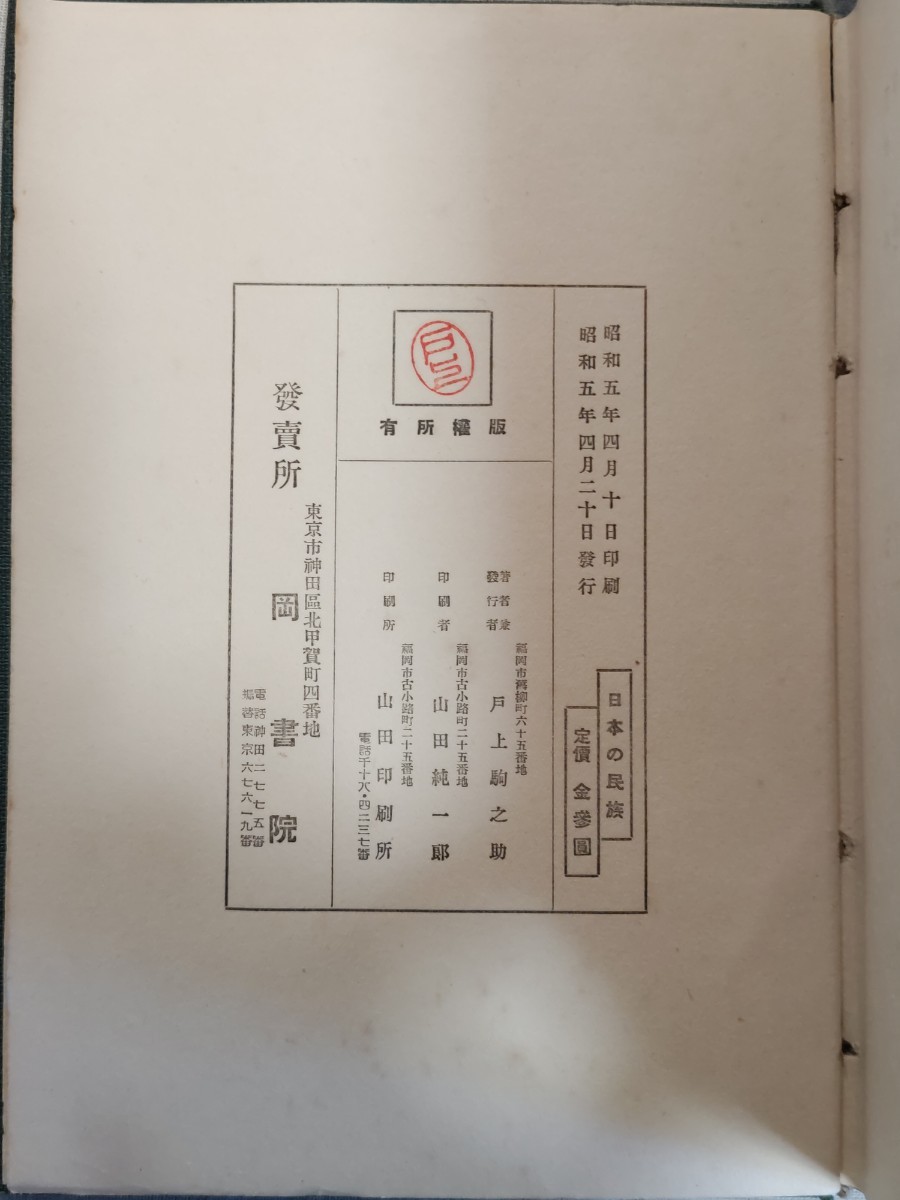 昭和五年四月十日印刷
昭和五年四月二十日發行
日本の民族
定價 金參圓
版權所有
著者兼
發行者
福岡市薬柳町六十五番地
戸上駒之助
印刷者
福岡市古小路町二十五番地
山田純一郎
印刷所
福岡市古小路町二十五番地
山田印刷所
電話千十八・四二三七番
發賣所
東京市神田區北甲賀町四番地
岡書院
電話神田二七七五番
振替東京六七六一九番